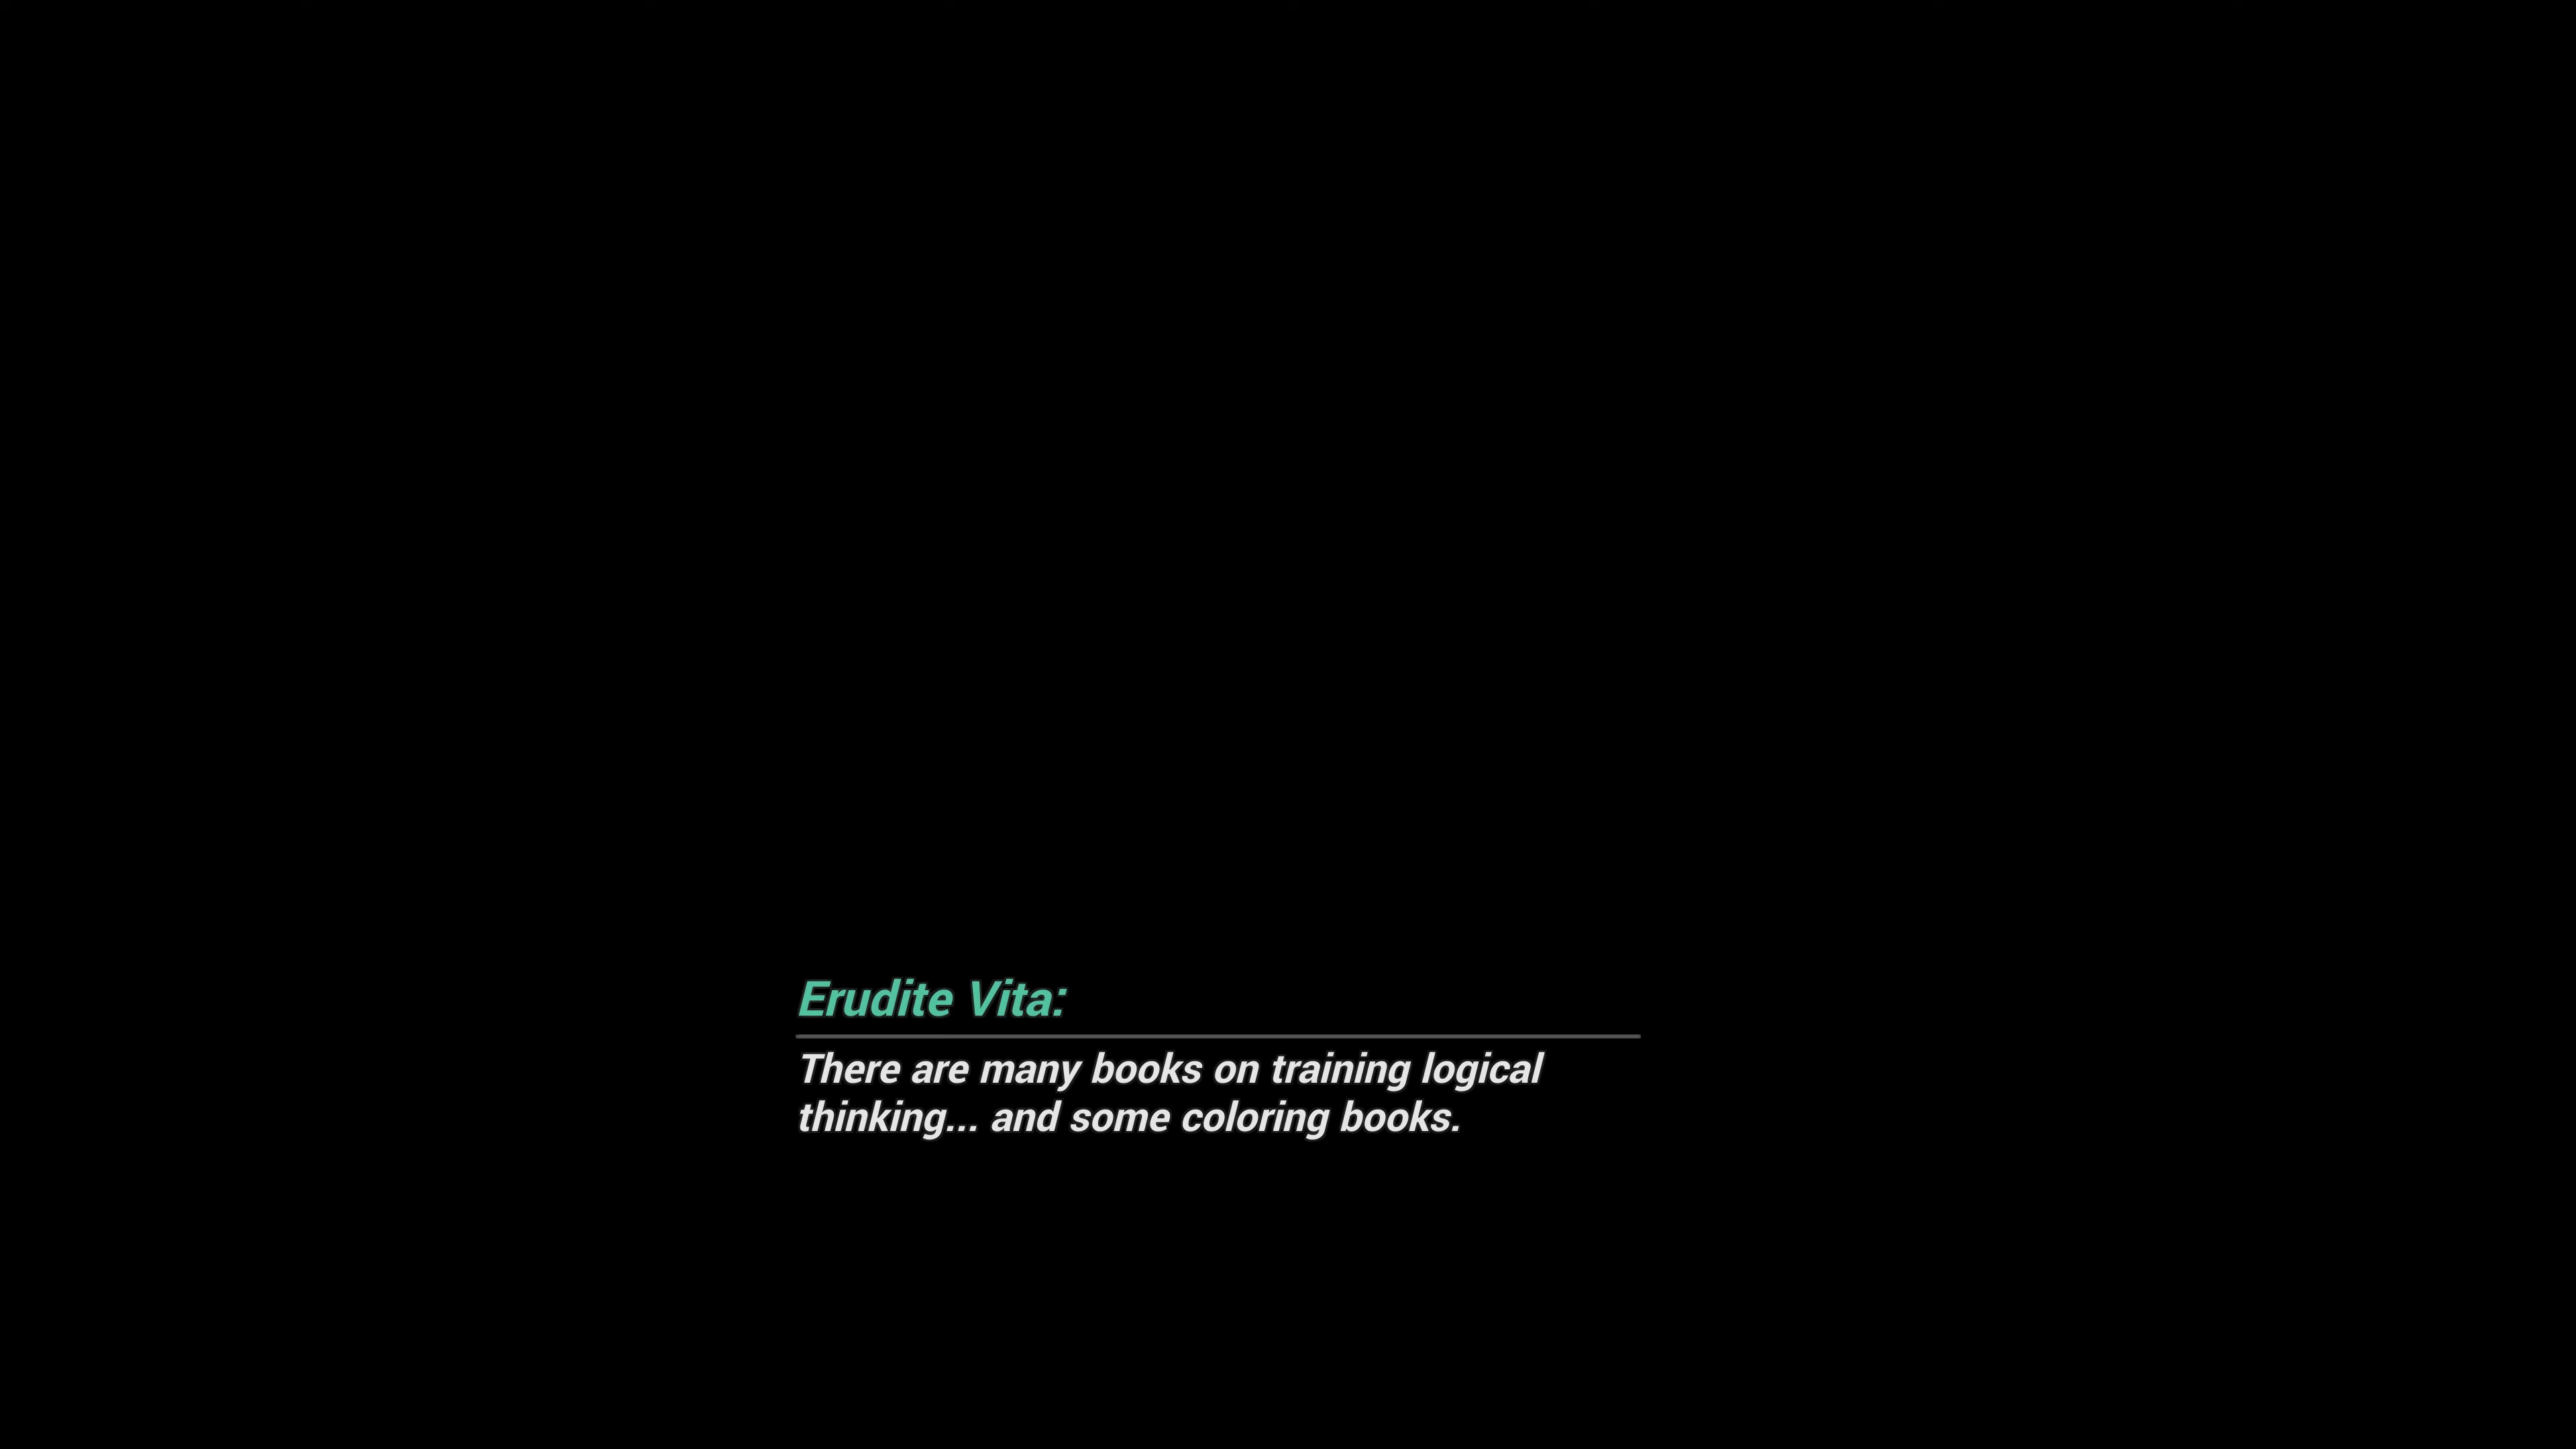 Erudite Vita:
There are many books on training logical
thinking... and some coloring books.